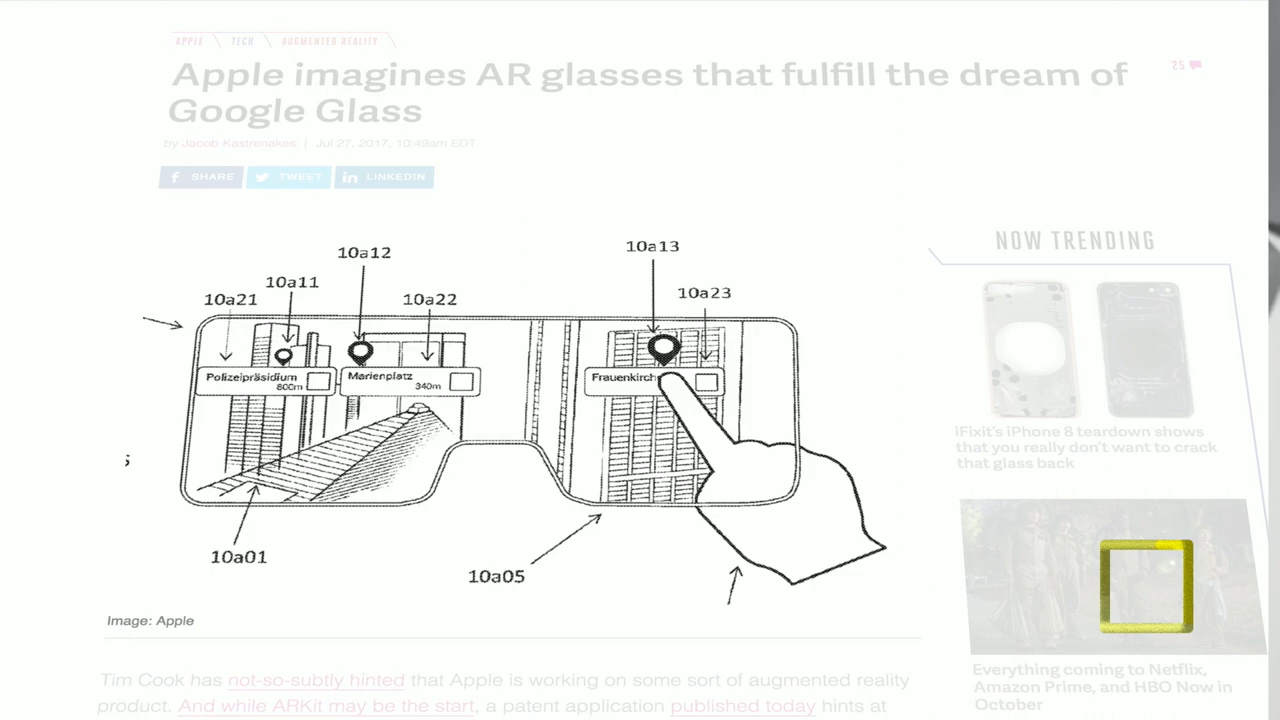 APPLE TECH AUGMENTED REALITY
Apple imagines AR glasses that fulfill the dream of
Google Glass
25
by Jacob Kastrenakes | Jul 27, 2017, 10:49am EDT
SHARE TWEET LINKEDIN
10a12
10a13
10a11
10a21
10a22
10a23
Polizeipräsidium
800m
Marienplatz
340m
Frauenkirche
10a01
10a05
Image: Apple
Tim Cook has not-so-subtly hinted that Apple is working on some sort of augmented reality
product. And while ARKit may be the start, a patent application published today hints at
NOW TRENDING
iFixit's iPhone 8 teardown shows
that you really don't want to crack
that glass back
Everything coming to Netflix,
Amazon Prime, and HBO Now in
October